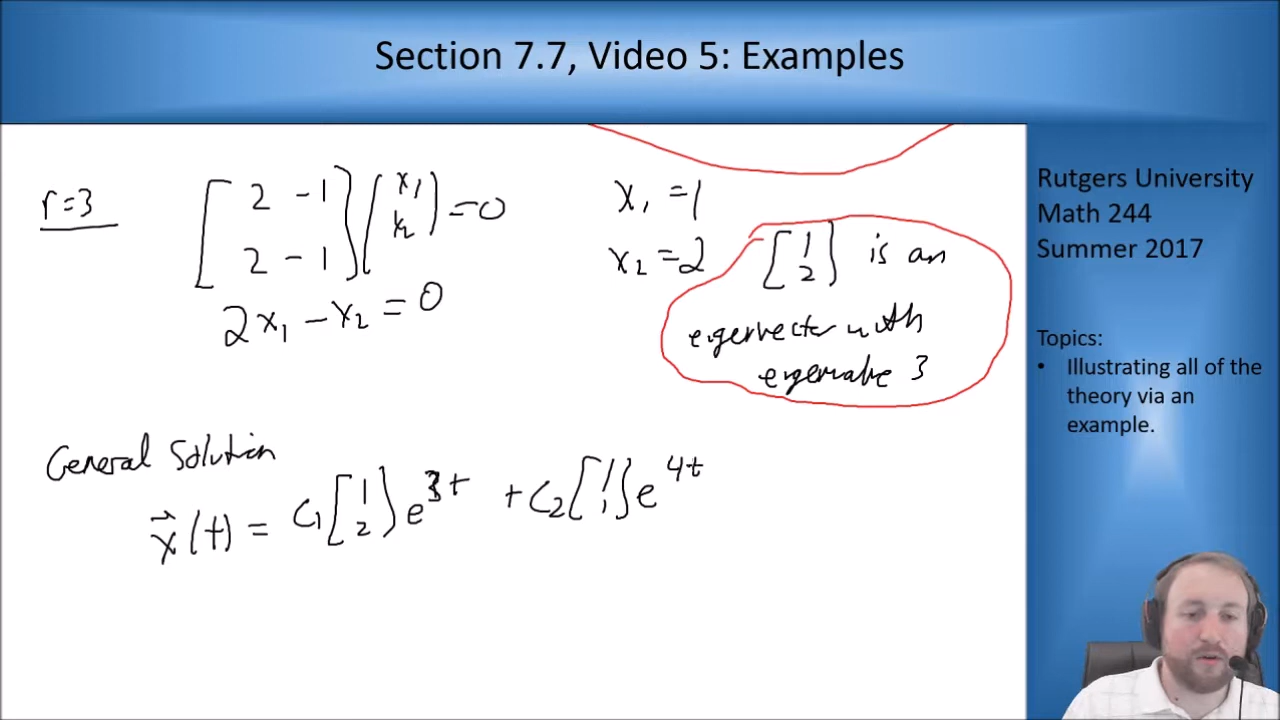 Section 7.7, Video 5: Examples
r=3
[2 -1
2 -1] [x₁
x₂] =0
2x₁ - x₂ = 0
x₁ =1
x₂ =2
[1
2] is an
eigenvector with
eigenvalue 3
General Solution
x⃗(t) = C₁[1
2]e^3t + C₂[1
1]e^4t
Rutgers University
Math 244
Summer 2017
Topics:
• Illustrating all of the
theory via an
example.